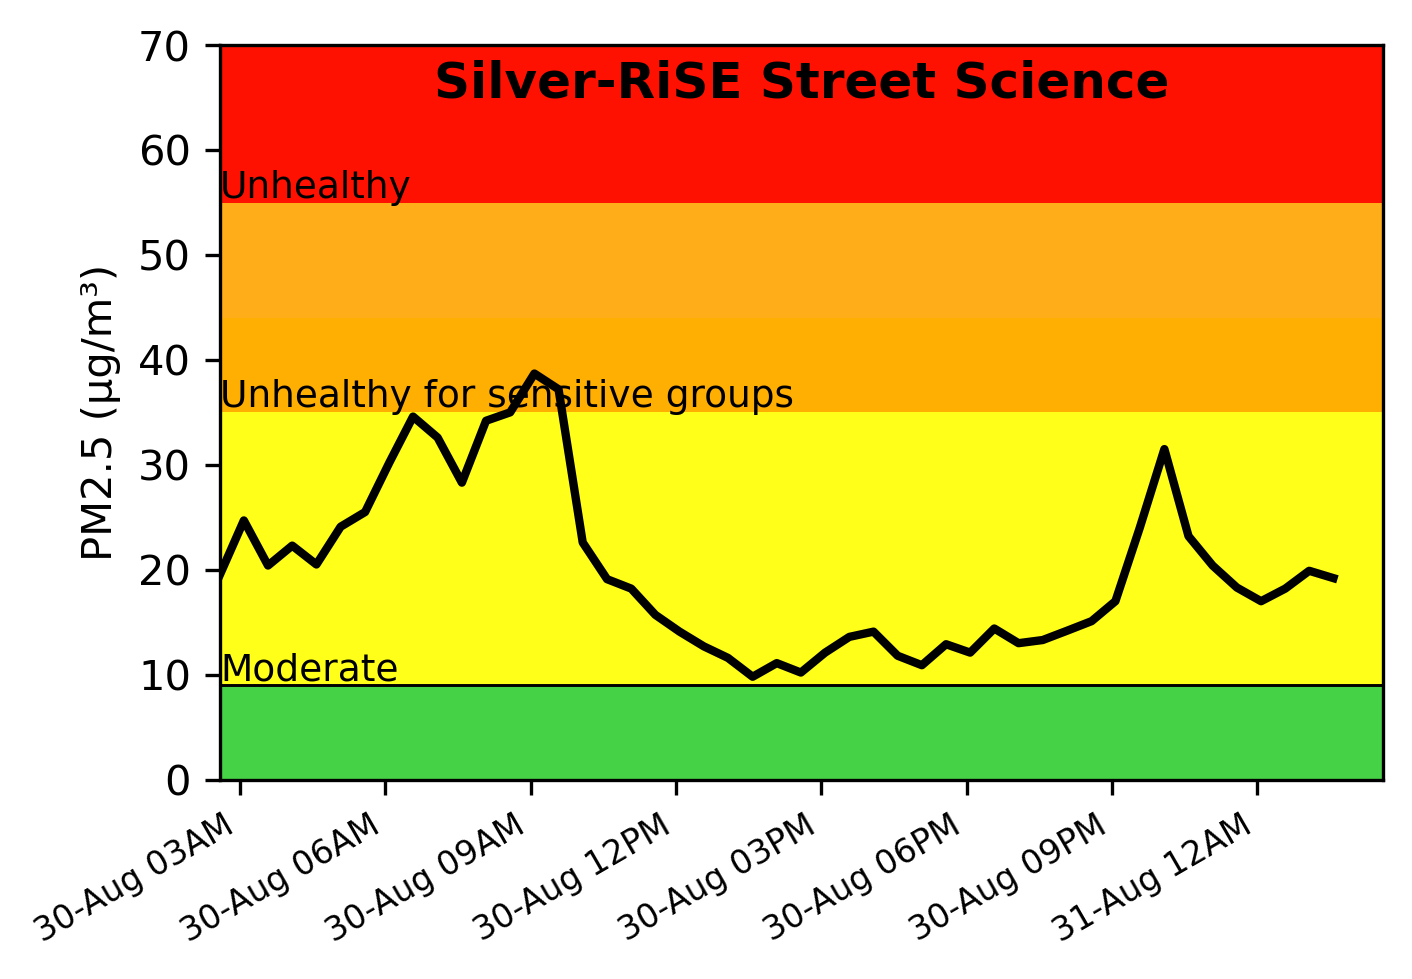 Silver-RiSE Street Science
70
60
50
40
30
20
10
0
PM2.5 (µg/m³)
Unhealthy
Unhealthy for sensitive groups
Moderate
30-Aug 03AM
30-Aug 06AM
30-Aug 09AM
30-Aug 12PM
30-Aug 03PM
30-Aug 06PM
30-Aug 09PM
31-Aug 12AM